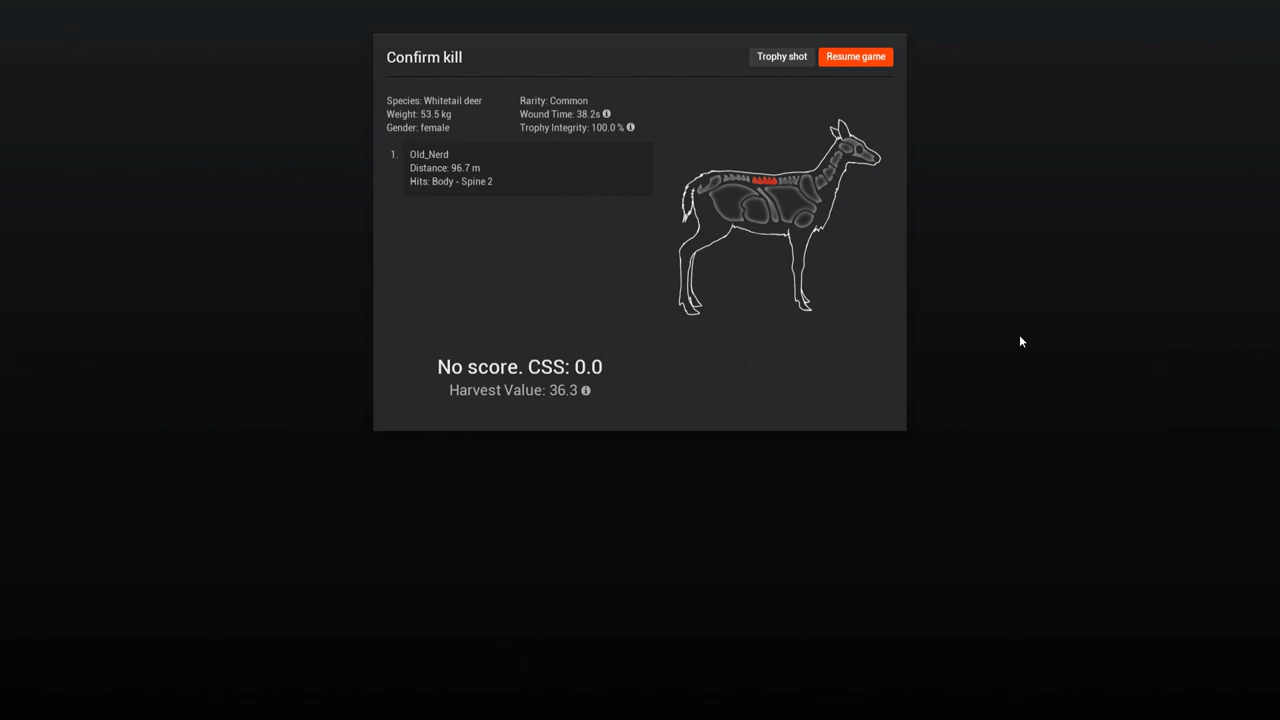 Confirm kill
Trophy shot
Resume game
Species: Whitetail deer
Rarity: Common
Weight: 53.5 kg
Wound Time: 38.2s
Gender: female
Trophy Integrity: 100.0 %
1. Old_Nerd
Distance: 96.7 m
Hits: Body - Spine 2
No score. CSS: 0.0
Harvest Value: 36.3